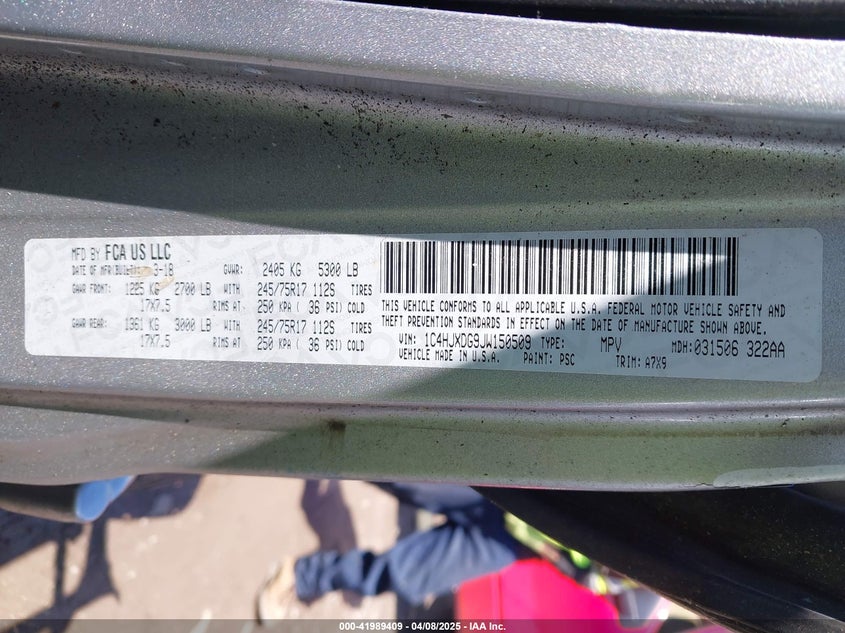 MFD BY FCA US LLC
DATE OF MFR(BUILT): 3-18 GVWR: 2405 KG 5300 LB
GAWR FRONT: 1225 KG 2700 LB WITH 245/75R17 112S TIRES
17X7.5 RIMS AT 250 KPA ( 36 PSI) COLD
GAWR REAR: 1361 KG 3000 LB WITH 245/75R17 112S TIRES
17X7.5 RIMS AT 250 KPA ( 36 PSI) COLD
THIS VEHICLE CONFORMS TO ALL APPLICABLE U.S.A. FEDERAL MOTOR VEHICLE SAFETY AND
THEFT PREVENTION STANDARDS IN EFFECT ON THE DATE OF MANUFACTURE SHOWN ABOVE.
VIN: 1C4HJXDG9JW150509 TYPE: MPV MDH: 031506 322AA
VEHICLE MADE IN U.S.A. PAINT: PSC TRIM: A7X9
000-41989409 - 04/08/2025 - IAA Inc.